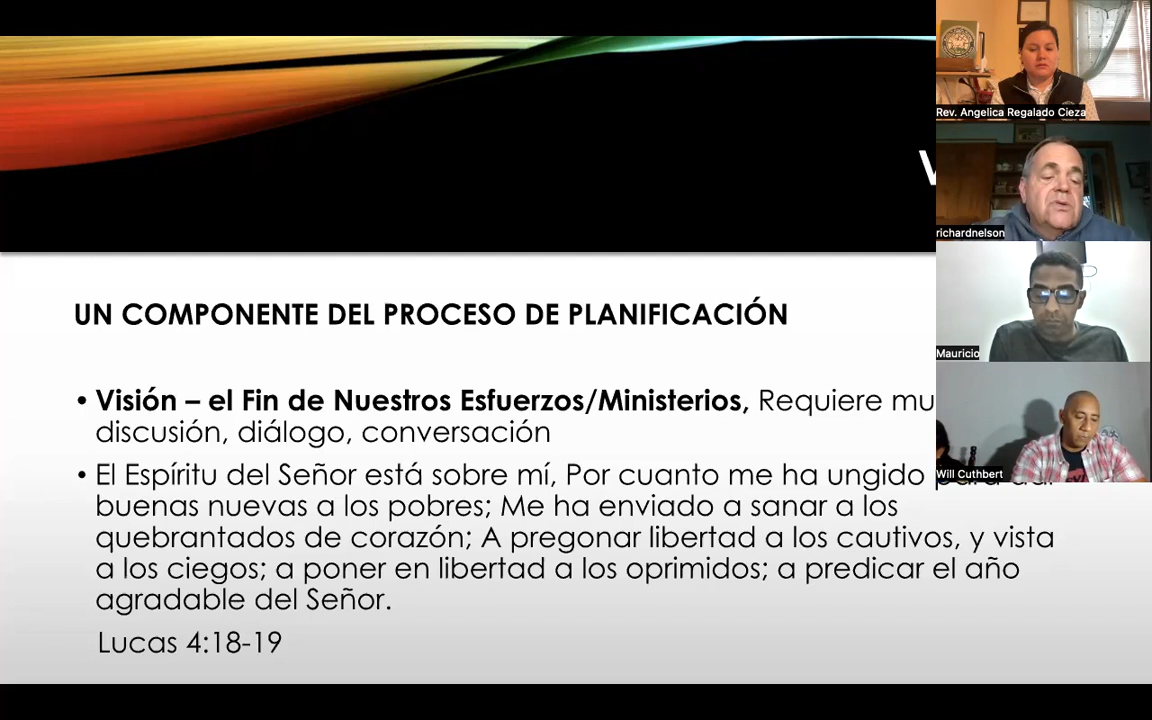 V
UN COMPONENTE DEL PROCESO DE PLANIFICACIÓN
• Visión – el Fin de Nuestros Esfuerzos/Ministerios, Requiere mu
discusión, diálogo, conversación
• El Espíritu del Señor está sobre mí, Por cuanto me ha ungido
buenas nuevas a los pobres; Me ha enviado a sanar a los
quebrantados de corazón; A pregonar libertad a los cautivos, y vista
a los ciegos; a poner en libertad a los oprimidos; a predicar el año
agradable del Señor.
Lucas 4:18-19
Rev. Angelica Regalado Cieza
richardnelson
Mauricio
Will Cuthbert